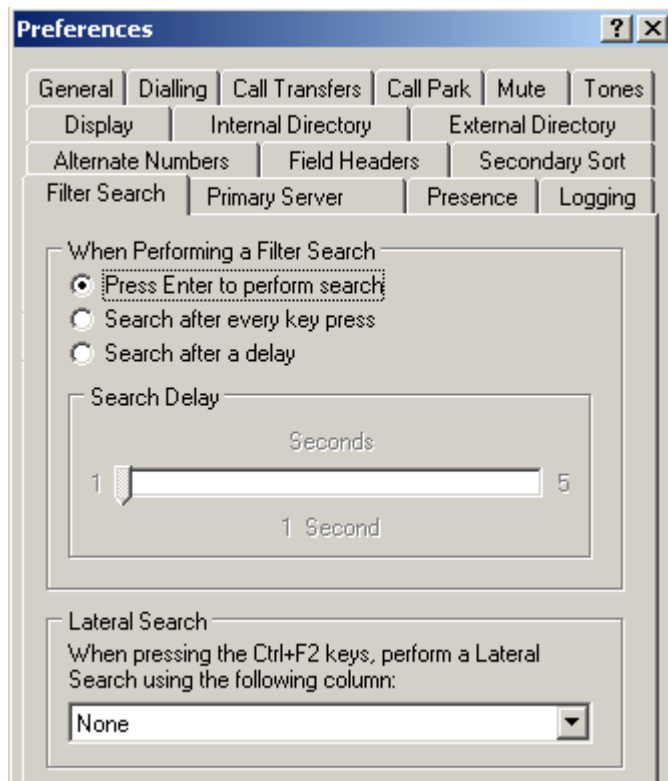 Preferences
General Dialling Call Transfers Call Park Mute Tones
Display Internal Directory External Directory
Alternate Numbers Field Headers Secondary Sort
Filter Search Primary Server Presence Logging
When Performing a Filter Search
Press Enter to perform search
Search after every key press
Search after a delay
Search Delay
Seconds
1 5
1 Second
Lateral Search
When pressing the Ctrl+F2 keys, perform a Lateral
Search using the following column:
None